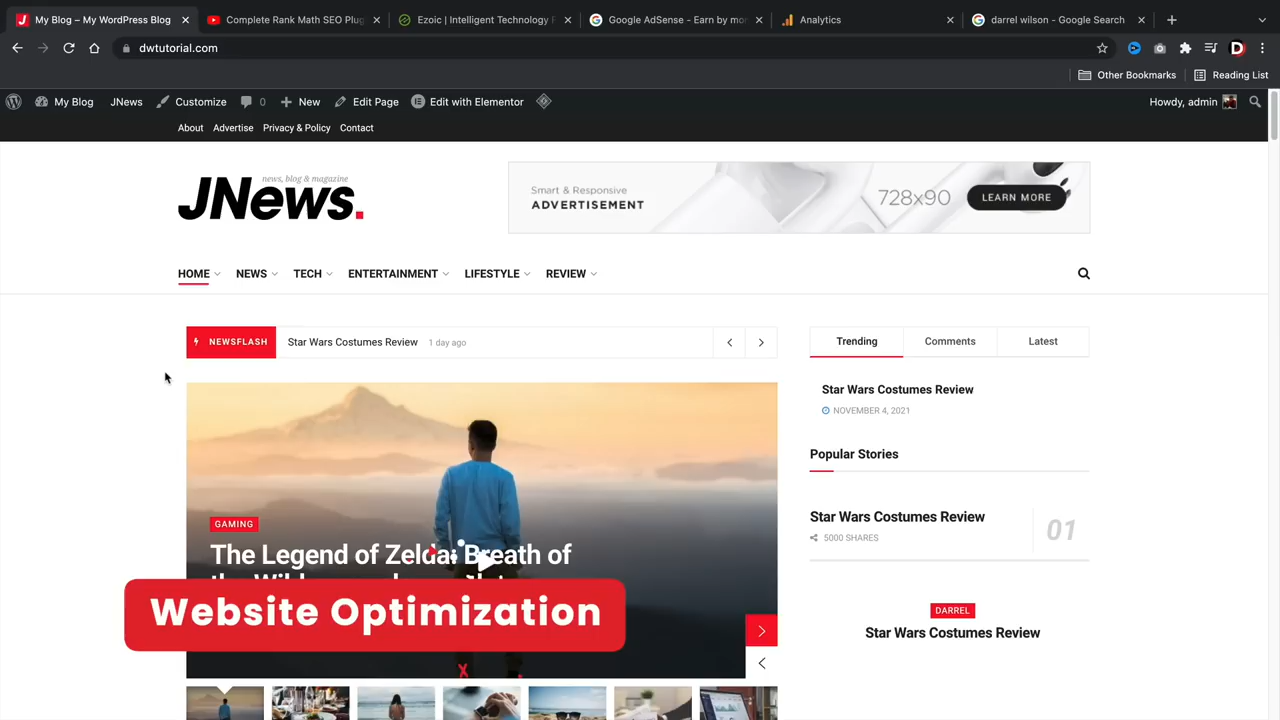 My Blog – My WordPress Blog
Complete Rank Math SEO Plug
Ezoic | Intelligent Technology F
Google AdSense - Earn by mon
Analytics
darrel wilson - Google Search
dwtutorial.com
Other Bookmarks
Reading List
My Blog
JNews
Customize
0
New
Edit Page
Edit with Elementor
Howdy, admin
About
Advertise
Privacy & Policy
Contact
news, blog & magazine
JNews.
Smart & Responsive
ADVERTISEMENT
728x90
LEARN MORE
HOME
NEWS
TECH
ENTERTAINMENT
LIFESTYLE
REVIEW
NEWSFLASH
Star Wars Costumes Review
1 day ago
Trending
Comments
Latest
Star Wars Costumes Review
NOVEMBER 4, 2021
Popular Stories
Star Wars Costumes Review
5000 SHARES
01
DARREL
Star Wars Costumes Review
GAMING
The Legend of Zelda: Breath of
Website Optimization